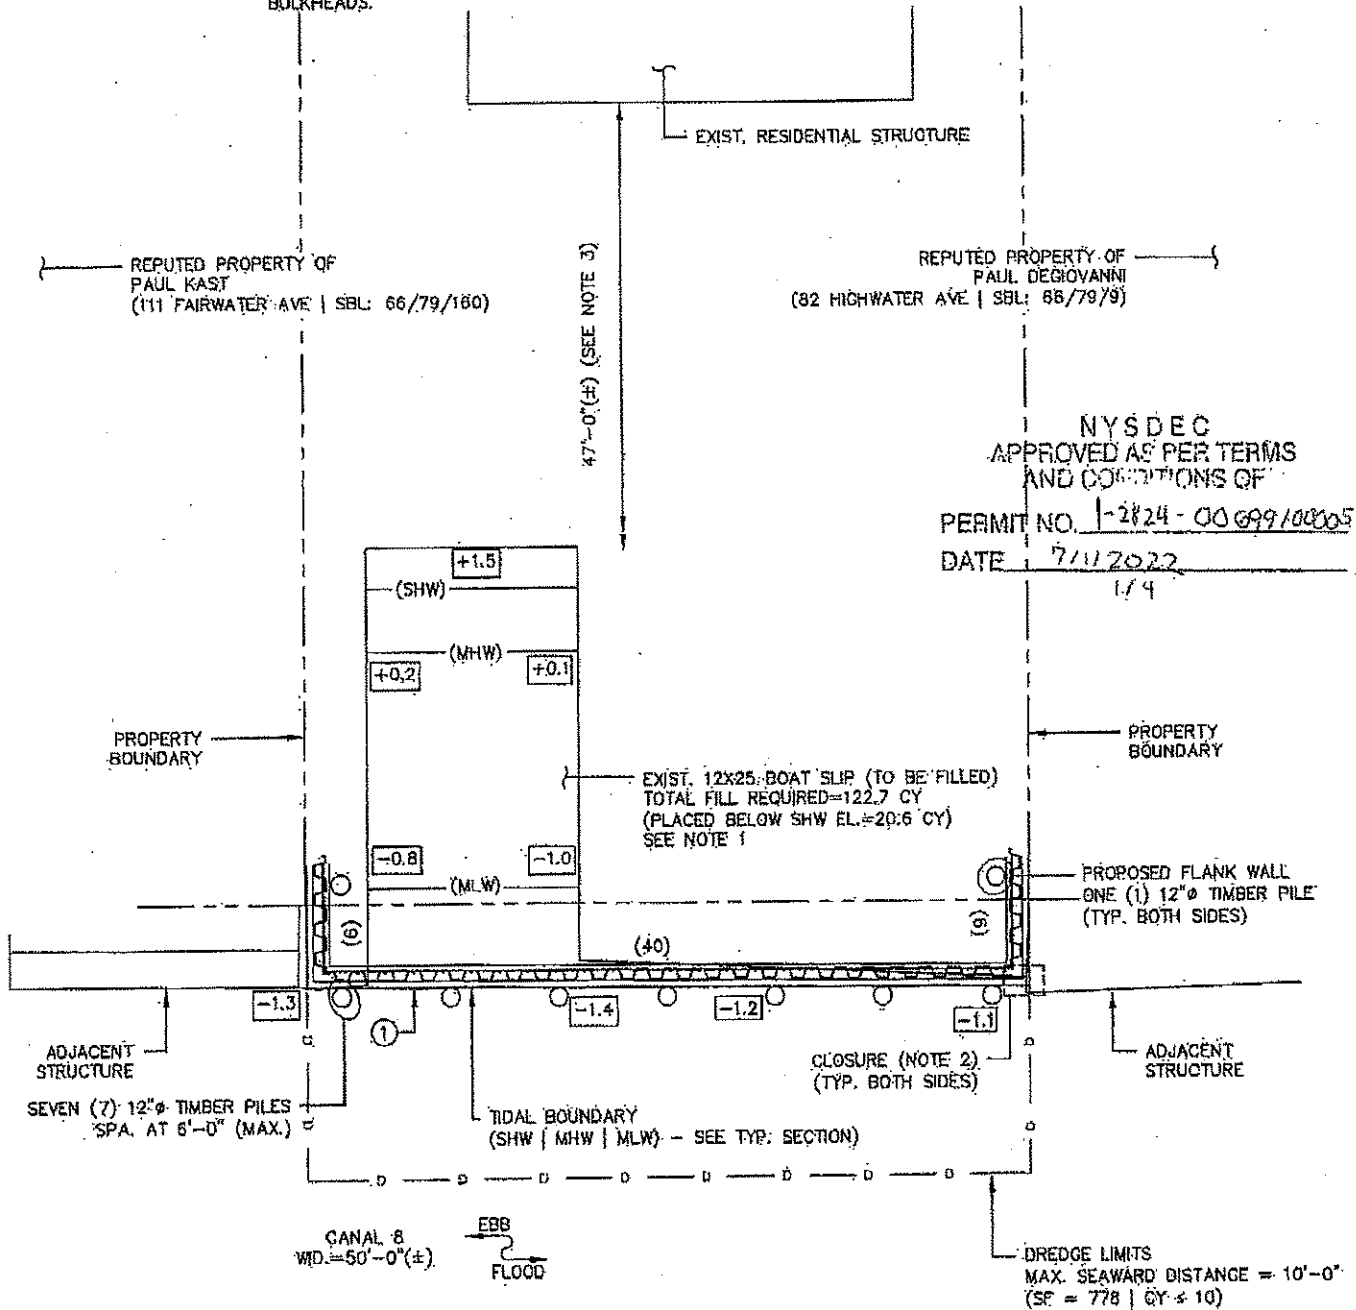 BULKHEADS.
EXIST. RESIDENTIAL STRUCTURE
REPUTED PROPERTY OF
PAUL KAST
(111 FAIRWATER AVE | SBL: 66/79/160)
47'-0"(±) (SEE NOTE 3)
REPUTED PROPERTY OF
PAUL DEGIOVANNI
(82 HIGHWATER AVE | SBL: 66/79/9)
NYSDEC
APPROVED AS PER TERMS
AND CONDITIONS OF
PERMIT NO. 1-2824-00699/00005
DATE 7/1/2022
1/4
+1.5
(SHW)
(MHW)
+0.2
+0.1
PROPERTY
BOUNDARY
PROPERTY
BOUNDARY
EXIST. 12X25 BOAT SLIP (TO BE FILLED)
TOTAL FILL REQUIRED=122.7 CY
(PLACED BELOW SHW EL.=20.6 CY)
SEE NOTE 1
-0.8
-1.0
(MLW)
PROPOSED FLANK WALL
ONE (1) 12"ø TIMBER PILE
(TYP. BOTH SIDES)
(6)
(40)
(6)
-1.3
-1.4
-1.2
-1.1
1
ADJACENT
STRUCTURE
CLOSURE (NOTE 2)
(TYP. BOTH SIDES)
ADJACENT
STRUCTURE
SEVEN (7) 12"ø TIMBER PILES
SPA. AT 6'-0" (MAX.)
TIDAL BOUNDARY
(SHW | MHW | MLW) - SEE TYP. SECTION)
D
D
D D D D D D D D
D
D
CANAL 8
WID.=50'-0"(±)
EBB
FLOOD
DREDGE LIMITS
MAX. SEAWARD DISTANCE = 10'-0"
(SF = 778 | CY ≤ 10)